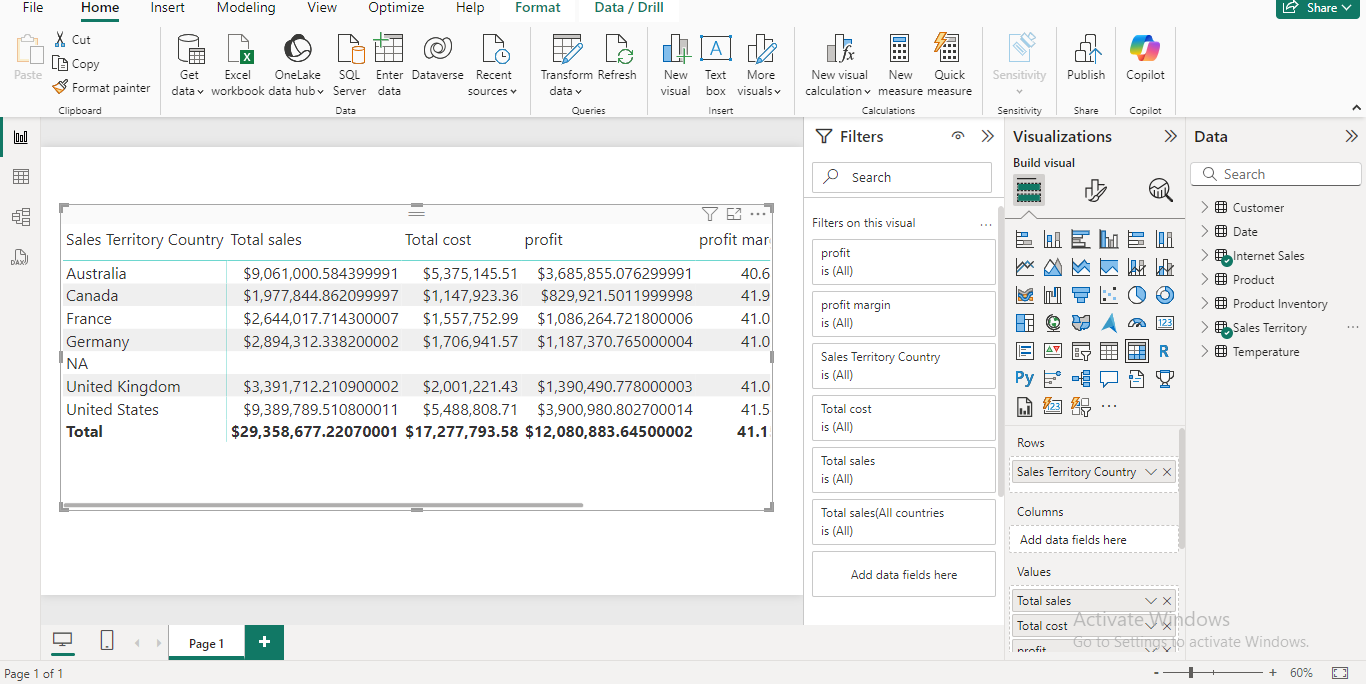 File Home Insert Modeling View Optimize Help Format Data / Drill Share
Paste Cut
Copy
Format painter
Get data Excel workbook OneLake data hub SQL Server Enter data Dataverse Recent sources Transform data Refresh New visual Text box More visuals New visual calculation New measure Quick measure Sensitivity Publish Copilot
Clipboard Data Queries Insert Calculations Sensitivity Share Copilot
Sales Territory Country Total sales Total cost profit profit mar
Australia $9,061,000.584399991 $5,375,145.51 $3,685,855.076299991 40.6
Canada $1,977,844.862099997 $1,147,923.36 $829,921.5011999998 41.9
France $2,644,017.714300007 $1,557,752.99 $1,086,264.721800006 41.0
Germany $2,894,312.338200002 $1,706,941.57 $1,187,370.765000004 41.0
NA
United Kingdom $3,391,712.210900002 $2,001,221.43 $1,390,490.778000003 41.0
United States $9,389,789.510800011 $5,488,808.71 $3,900,980.802700014 41.5
Total $29,358,677.22070001 $17,277,793.58 $12,080,883.64500002 41.1
Filters
Search
Filters on this visual
profit
is (All)
profit margin
is (All)
Sales Territory Country
is (All)
Total cost
is (All)
Total sales
is (All)
Total sales(All countries
is (All)
Add data fields here
Visualizations
Build visual
123
R
Py
123
Rows
Sales Territory Country
Columns
Add data fields here
Values
Total sales
Total cost
profit
Data
Search
Customer
Date
Internet Sales
Product
Product Inventory
Sales Territory
Temperature
Activate Windows
Go to Settings to activate Windows.
DAX
Page 1
Page 1 of 1
- + 60%